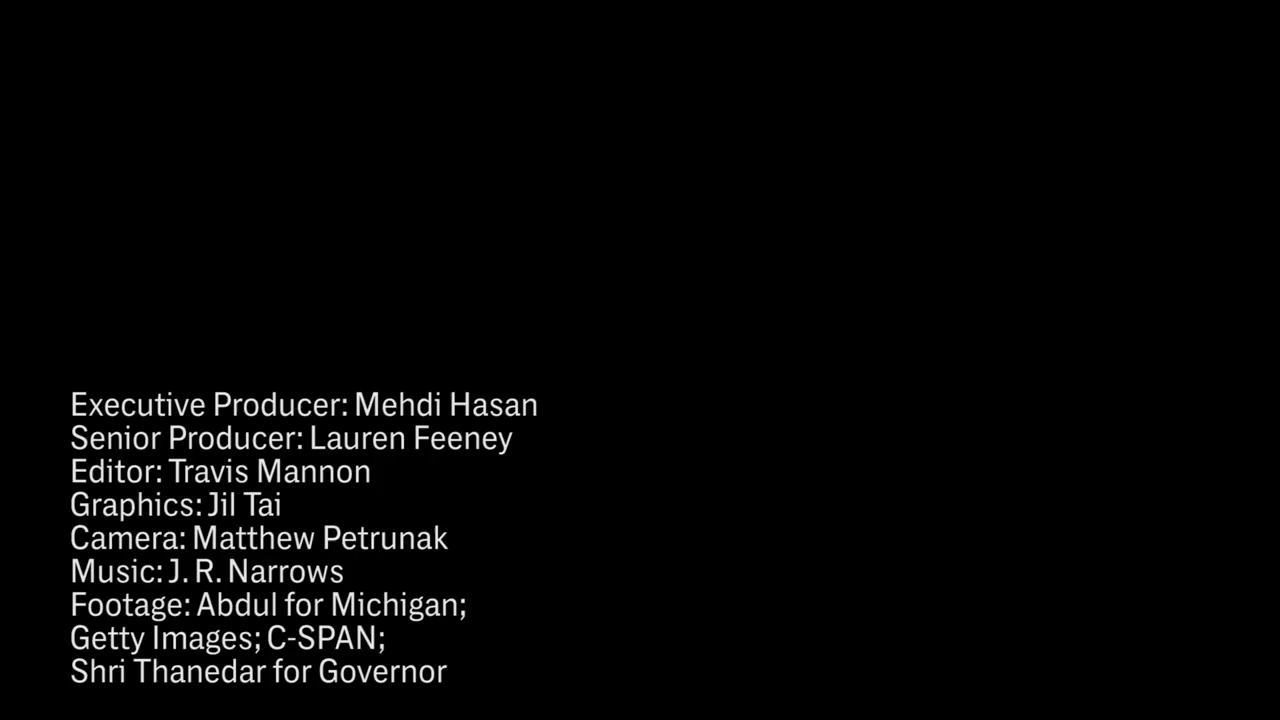 Executive Producer: Mehdi Hasan
Senior Producer: Lauren Feeney
Editor: Travis Mannon
Graphics: Jil Tai
Camera: Matthew Petrunak
Music: J. R. Narrows
Footage: Abdul for Michigan;
Getty Images; C-SPAN;
Shri Thanedar for Governor